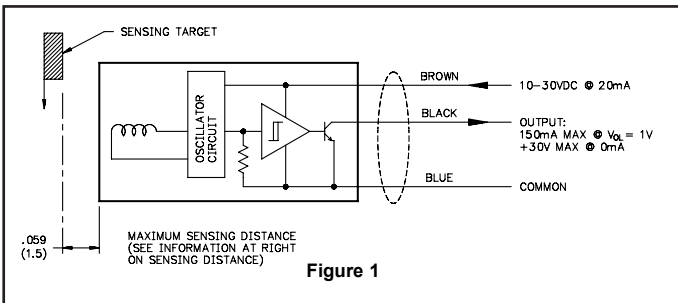 SENSING TARGET
BROWN
10-30VDC @ 20mA
OSCILLATOR
CIRCUIT
BLACK
OUTPUT:
150mA MAX @ VOL = 1V
+30V MAX @ 0mA
BLUE
COMMON
.059
(1.5)
MAXIMUM SENSING DISTANCE
(SEE INFORMATION AT RIGHT
ON SENSING DISTANCE)
Figure 1